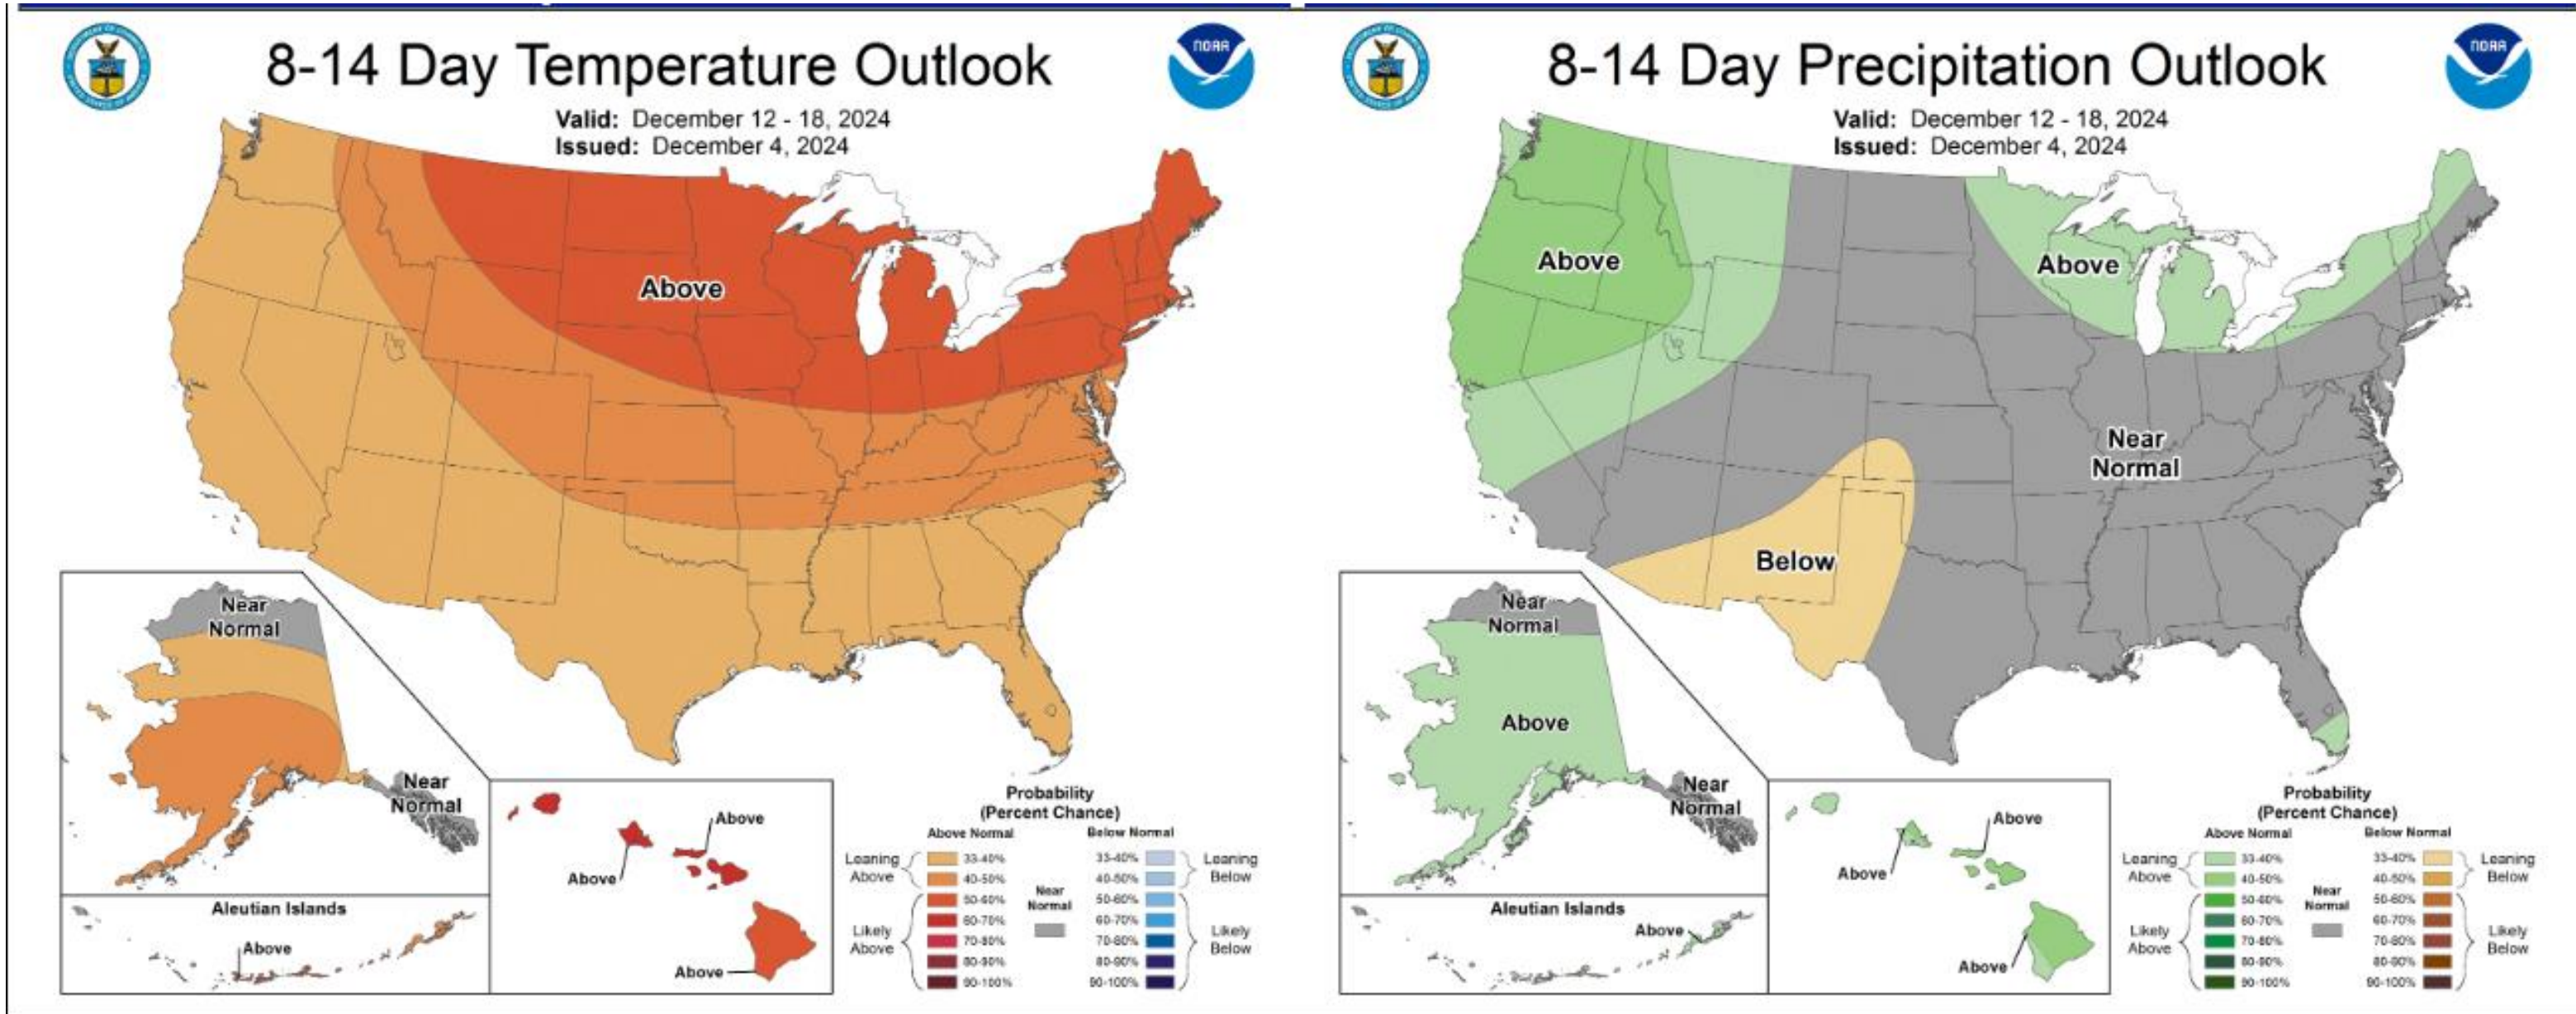 8-14 Day Temperature Outlook
Valid: December 12 - 18, 2024
Issued: December 4, 2024
NOAA
Above
Near
Normal
Near
Normal
Aleutian Islands
Above
Above
Above
Above
Probability
(Percent Chance)
Above Normal
Below Normal
Leaning
Above
33-40%
40-50%
Likely
Above
50-60%
60-70%
70-80%
80-90%
90-100%
Near
Normal
33-40%
40-50%
Leaning
Below
50-60%
60-70%
70-80%
80-90%
90-100%
Likely
Below
8-14 Day Precipitation Outlook
Valid: December 12 - 18, 2024
Issued: December 4, 2024
NOAA
Above
Above
Near
Normal
Below
Near
Normal
Above
Near
Normal
Aleutian Islands
Above
Above
Above
Above
Probability
(Percent Chance)
Above Normal
Below Normal
Leaning
Above
33-40%
40-50%
Likely
Above
50-60%
60-70%
70-80%
80-90%
90-100%
Near
Normal
33-40%
40-50%
Leaning
Below
50-60%
60-70%
70-80%
80-90%
90-100%
Likely
Below